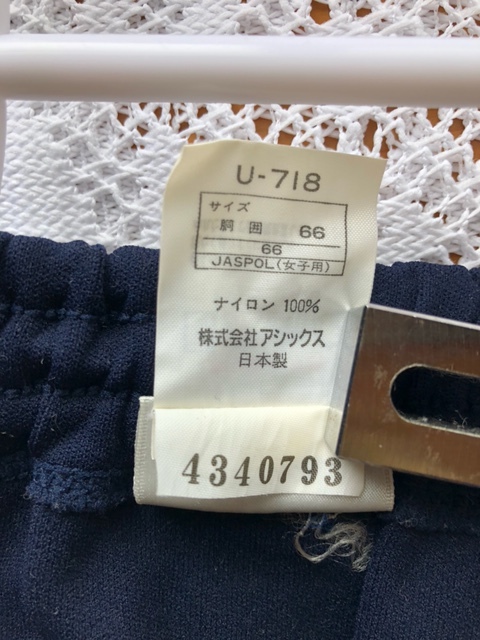 U-718
サイズ
胴囲 66
66
JASPOL(女子用)
ナイロン 100%
株式会社アシックス
日本製
4340793